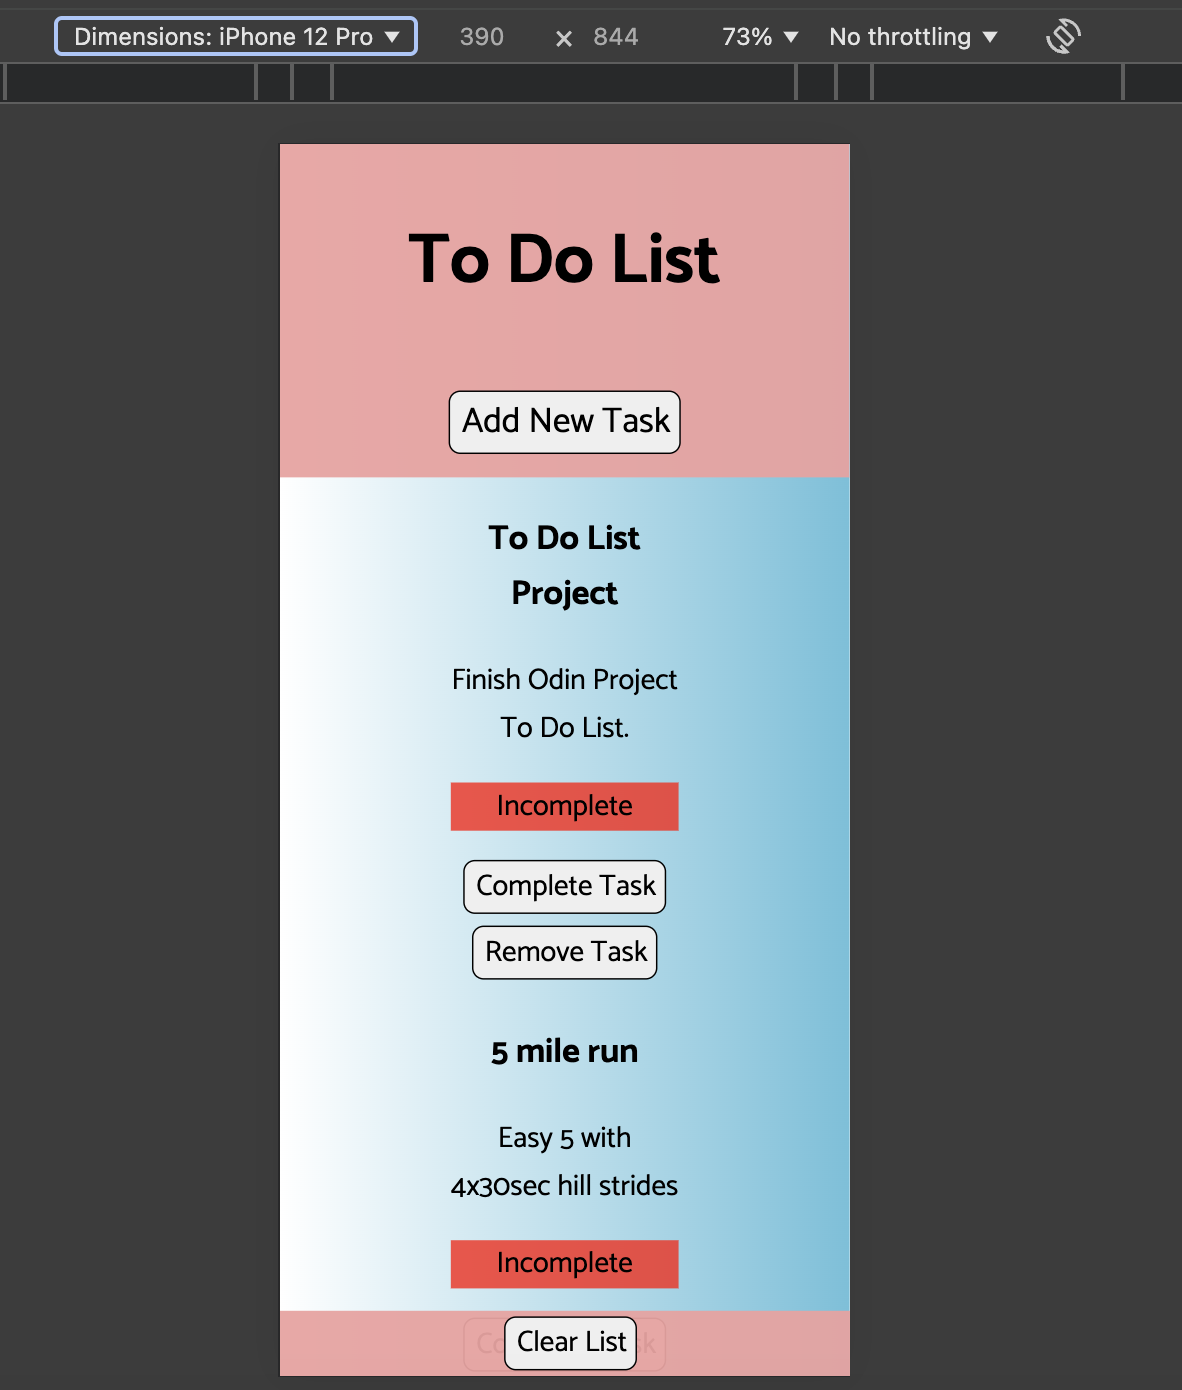 Dimensions: iPhone 12 Pro ▼ 390 × 844 73% ▼ No throttling ▼
To Do List
Add New Task
To Do List
Project
Finish Odin Project
To Do List.
Incomplete
Complete Task
Remove Task
5 mile run
Easy 5 with
4x30sec hill strides
Incomplete
Clear List